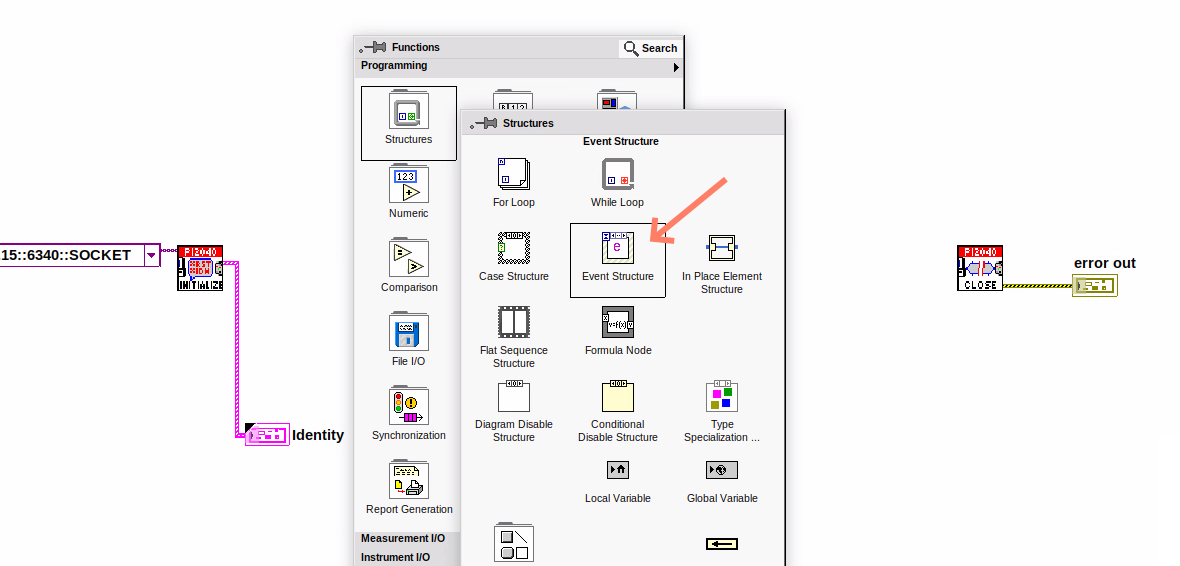 Functions
Search
Programming
Structures
Event Structure
Structures
For Loop
While Loop
123
Numeric
Case Structure
Event Structure
In Place Element
Structure
Comparison
.15::6340::SOCKET
INITIALIZE
CLOSE
error out
Flat Sequence
Structure
Formula Node
File I/O
Identity
Diagram Disable
Structure
Conditional
Disable Structure
Type
Specialization ...
Synchronization
Local Variable
Global Variable
Report Generation
Measurement I/O
Instrument I/O